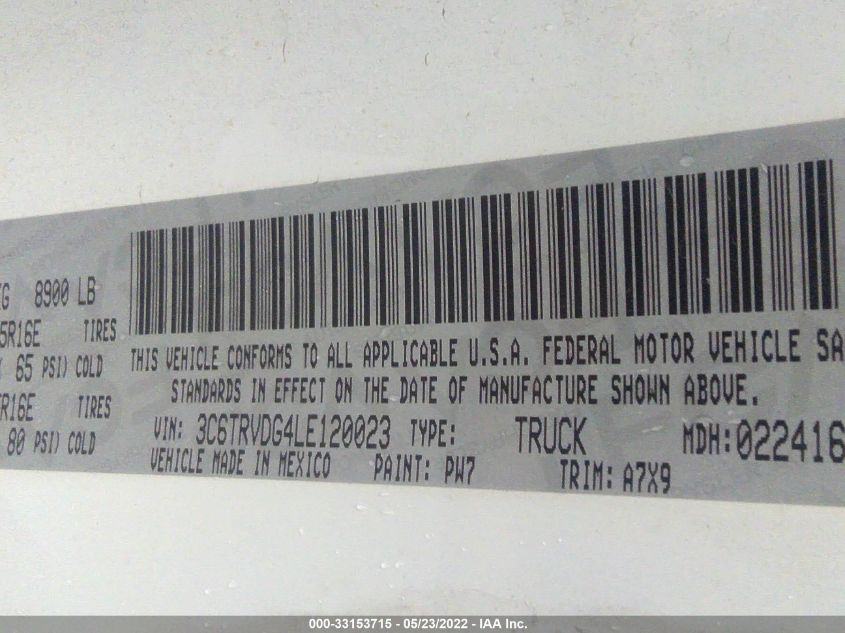 KG 8900 LB
5R16E TIRES
65 PSI) COLD
R16E TIRES
80 PSI) COLD
THIS VEHICLE CONFORMS TO ALL APPLICABLE U.S.A. FEDERAL MOTOR VEHICLE SA
STANDARDS IN EFFECT ON THE DATE OF MANUFACTURE SHOWN ABOVE.
VIN: 3C6TRVDG4LE120023 TYPE: TRUCK MDH:022416
VEHICLE MADE IN MEXICO PAINT: PW7 TRIM: A7X9
000-33153715 - 05/23/2022 - IAA Inc.